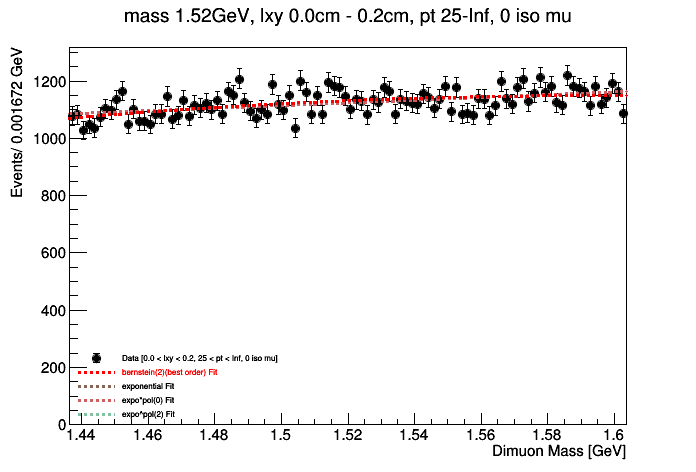 mass 1.52GeV, lxy 0.0cm - 0.2cm, pt 25-Inf, 0 iso mu
Events/ 0.001672 GeV
1200
1000
800
600
400
200
0
Data [0.0 < lxy < 0.2, 25 < pt < Inf, 0 iso mu]
bernstein(2)(best order) Fit
exponential Fit
expo*pol(0) Fit
expo^pol(2) Fit
1.44 1.46 1.48 1.5 1.52 1.54 1.56 1.58 1.6
Dimuon Mass [GeV]